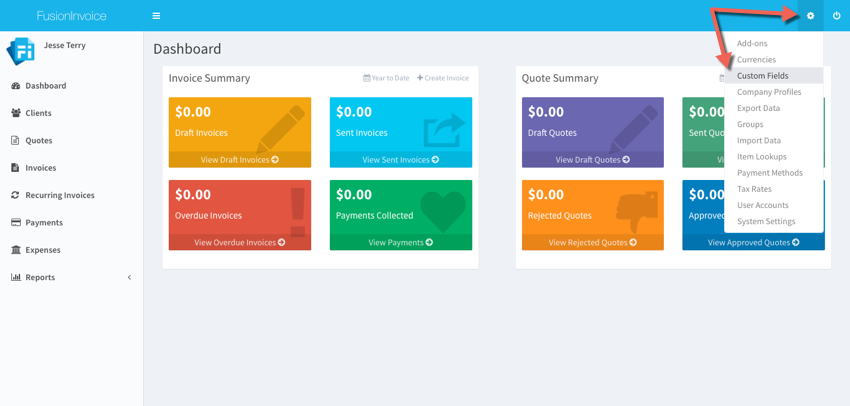 FusionInvoice
Jesse Terry
Dashboard
Clients
Quotes
Invoices
Recurring Invoices
Payments
Expenses
Reports
Dashboard
Invoice Summary
Year to Date
Create Invoice
$0.00
Draft Invoices
View Draft Invoices
$0.00
Sent Invoices
View Sent Invoices
$0.00
Overdue Invoices
View Overdue Invoices
$0.00
Payments Collected
View Payments
Quote Summary
$0.00
Draft Quotes
View Draft Quotes
$0.00
Sent Quo
$0.00
Rejected Quotes
View Rejected Quotes
$0.00
Approve
View Approved Quotes
Add-ons
Currencies
Custom Fields
Company Profiles
Export Data
Groups
Import Data
Item Lookups
Payment Methods
Tax Rates
User Accounts
System Settings